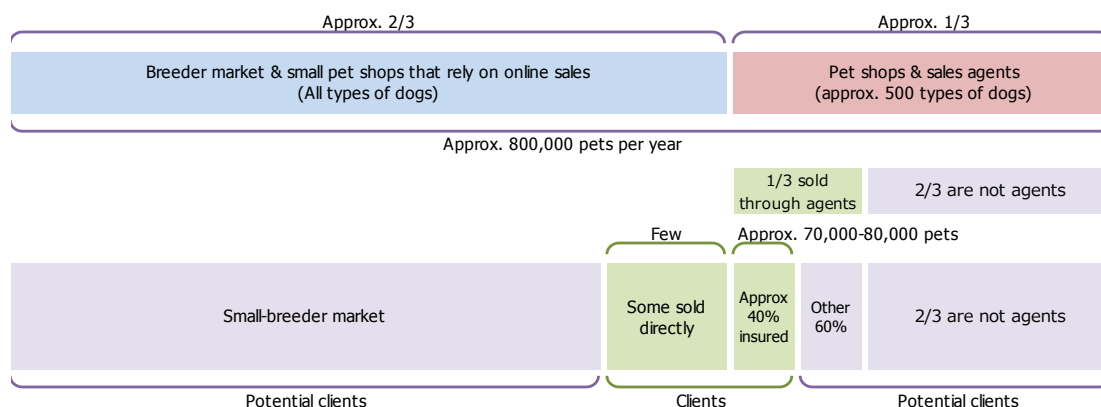 Approx. 2/3
Approx. 1/3
Breeder market & small pet shops that rely on online sales
(All types of dogs)
Pet shops & sales agents
(approx. 500 types of dogs)
Approx. 800,000 pets per year
1/3 sold
through agents
2/3 are not agents
Few
Approx. 70,000-80,000 pets
Small-breeder market
Some sold
directly
Approx
40%
insured
Other
60%
2/3 are not agents
Potential clients
Clients
Potential clients